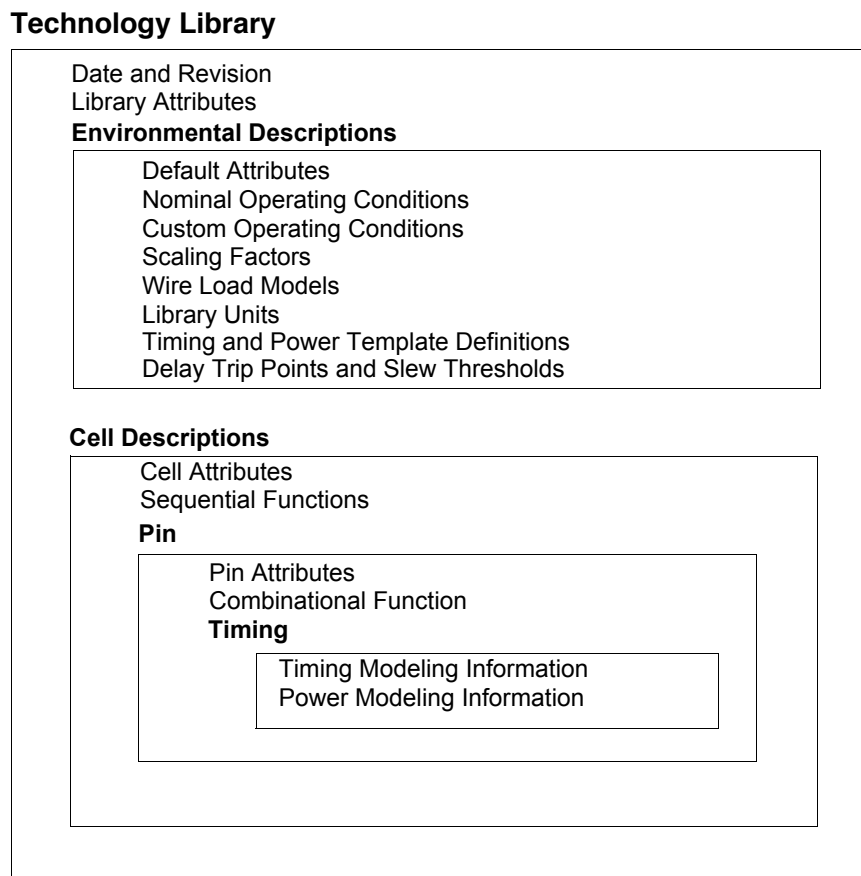 Technology Library
Date and Revision
Library Attributes
Environmental Descriptions
Default Attributes
Nominal Operating Conditions
Custom Operating Conditions
Scaling Factors
Wire Load Models
Library Units
Timing and Power Template Definitions
Delay Trip Points and Slew Thresholds
Cell Descriptions
Cell Attributes
Sequential Functions
Pin
Pin Attributes
Combinational Function
Timing
Timing Modeling Information
Power Modeling Information